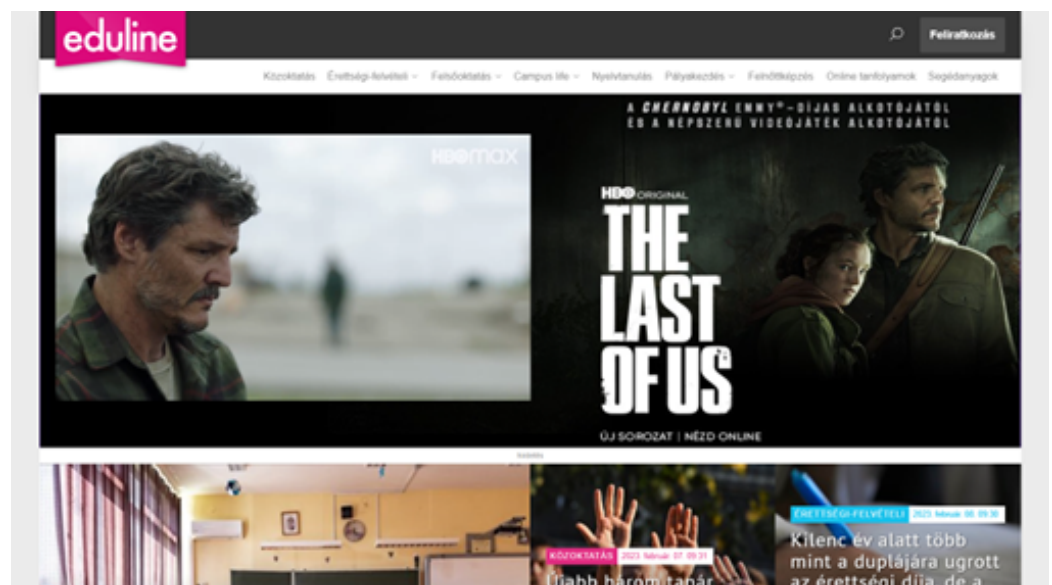 eduline
Feliratkozás
Közoktatás Érettségi-felvételi Felsőoktatás Campus life Nyelvtanulás Pályakezdés Felnőttképzés Online tanfolyamok Segédanyagok
A CHERNOBYL EMMY®-DÍJAS ALKOTÓJÁTÓL
ÉS A NÉPSZERŰ VIDEÓJÁTÉK ALKOTÓJÁTÓL
HBOmax
HBO ORIGINAL
THE
LAST
OF US
ÚJ SOROZAT | NÉZD ONLINE
hirdetés
KÖZOKTATÁS 2023. február. 07. 09:31
Újabb három tanár
ÉRETTSÉGI-FELVÉTELI 2023. február. 08. 09:30
Kilenc év alatt több
mint a duplájára ugrott
az érettségi díja, de a